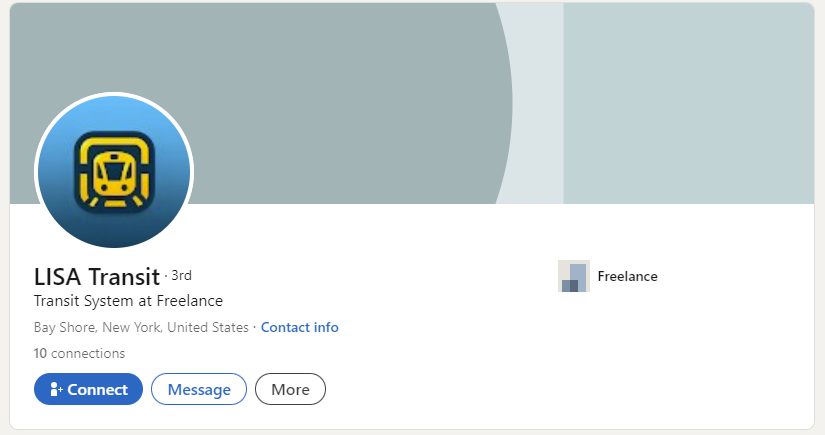 LISA Transit · 3rd
Freelance
Transit System at Freelance
Bay Shore, New York, United States · Contact info
10 connections
Connect
Message
More